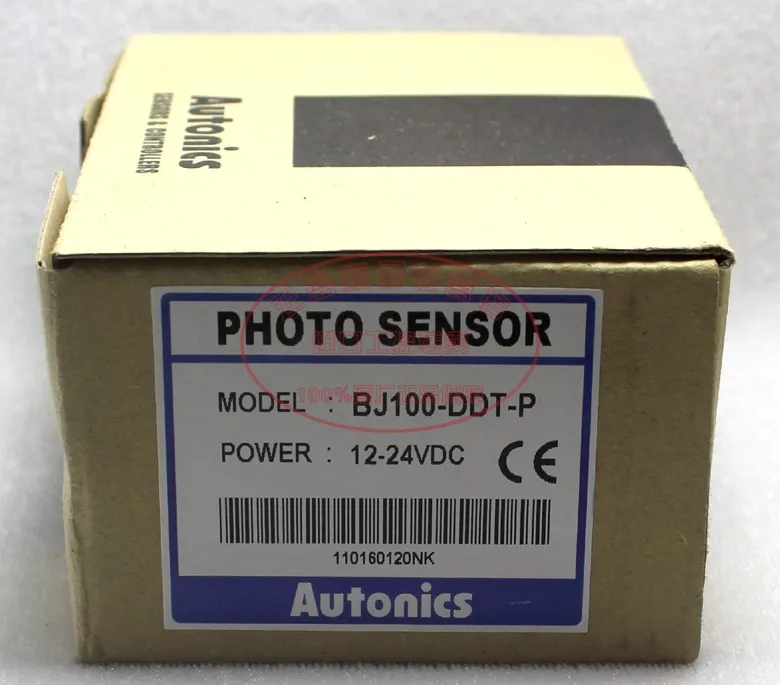 Autonics
SENSORS & CONTROLLERS
PHOTO SENSOR
MODEL : BJ100-DDT-P
POWER : 12-24VDC CE
110160120NK
Autonics